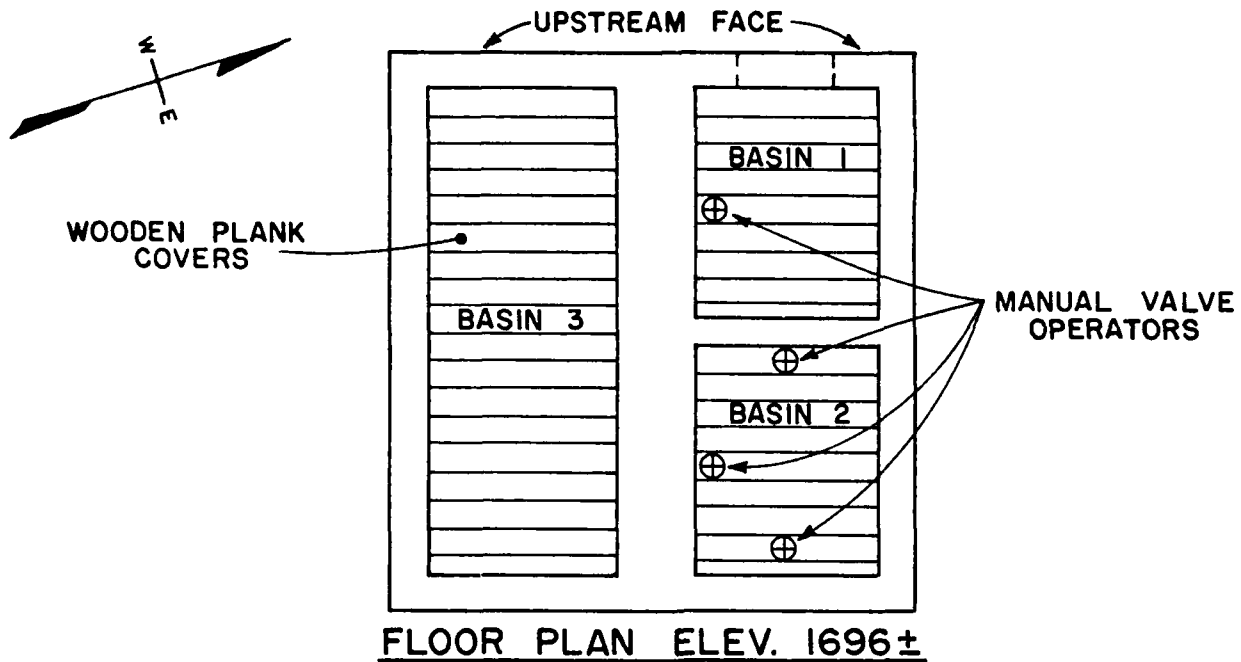 UPSTREAM FACE
W
E
BASIN 1
WOODEN PLANK
COVERS
BASIN 3
MANUAL VALVE
OPERATORS
BASIN 2
FLOOR PLAN ELEV. 1696±